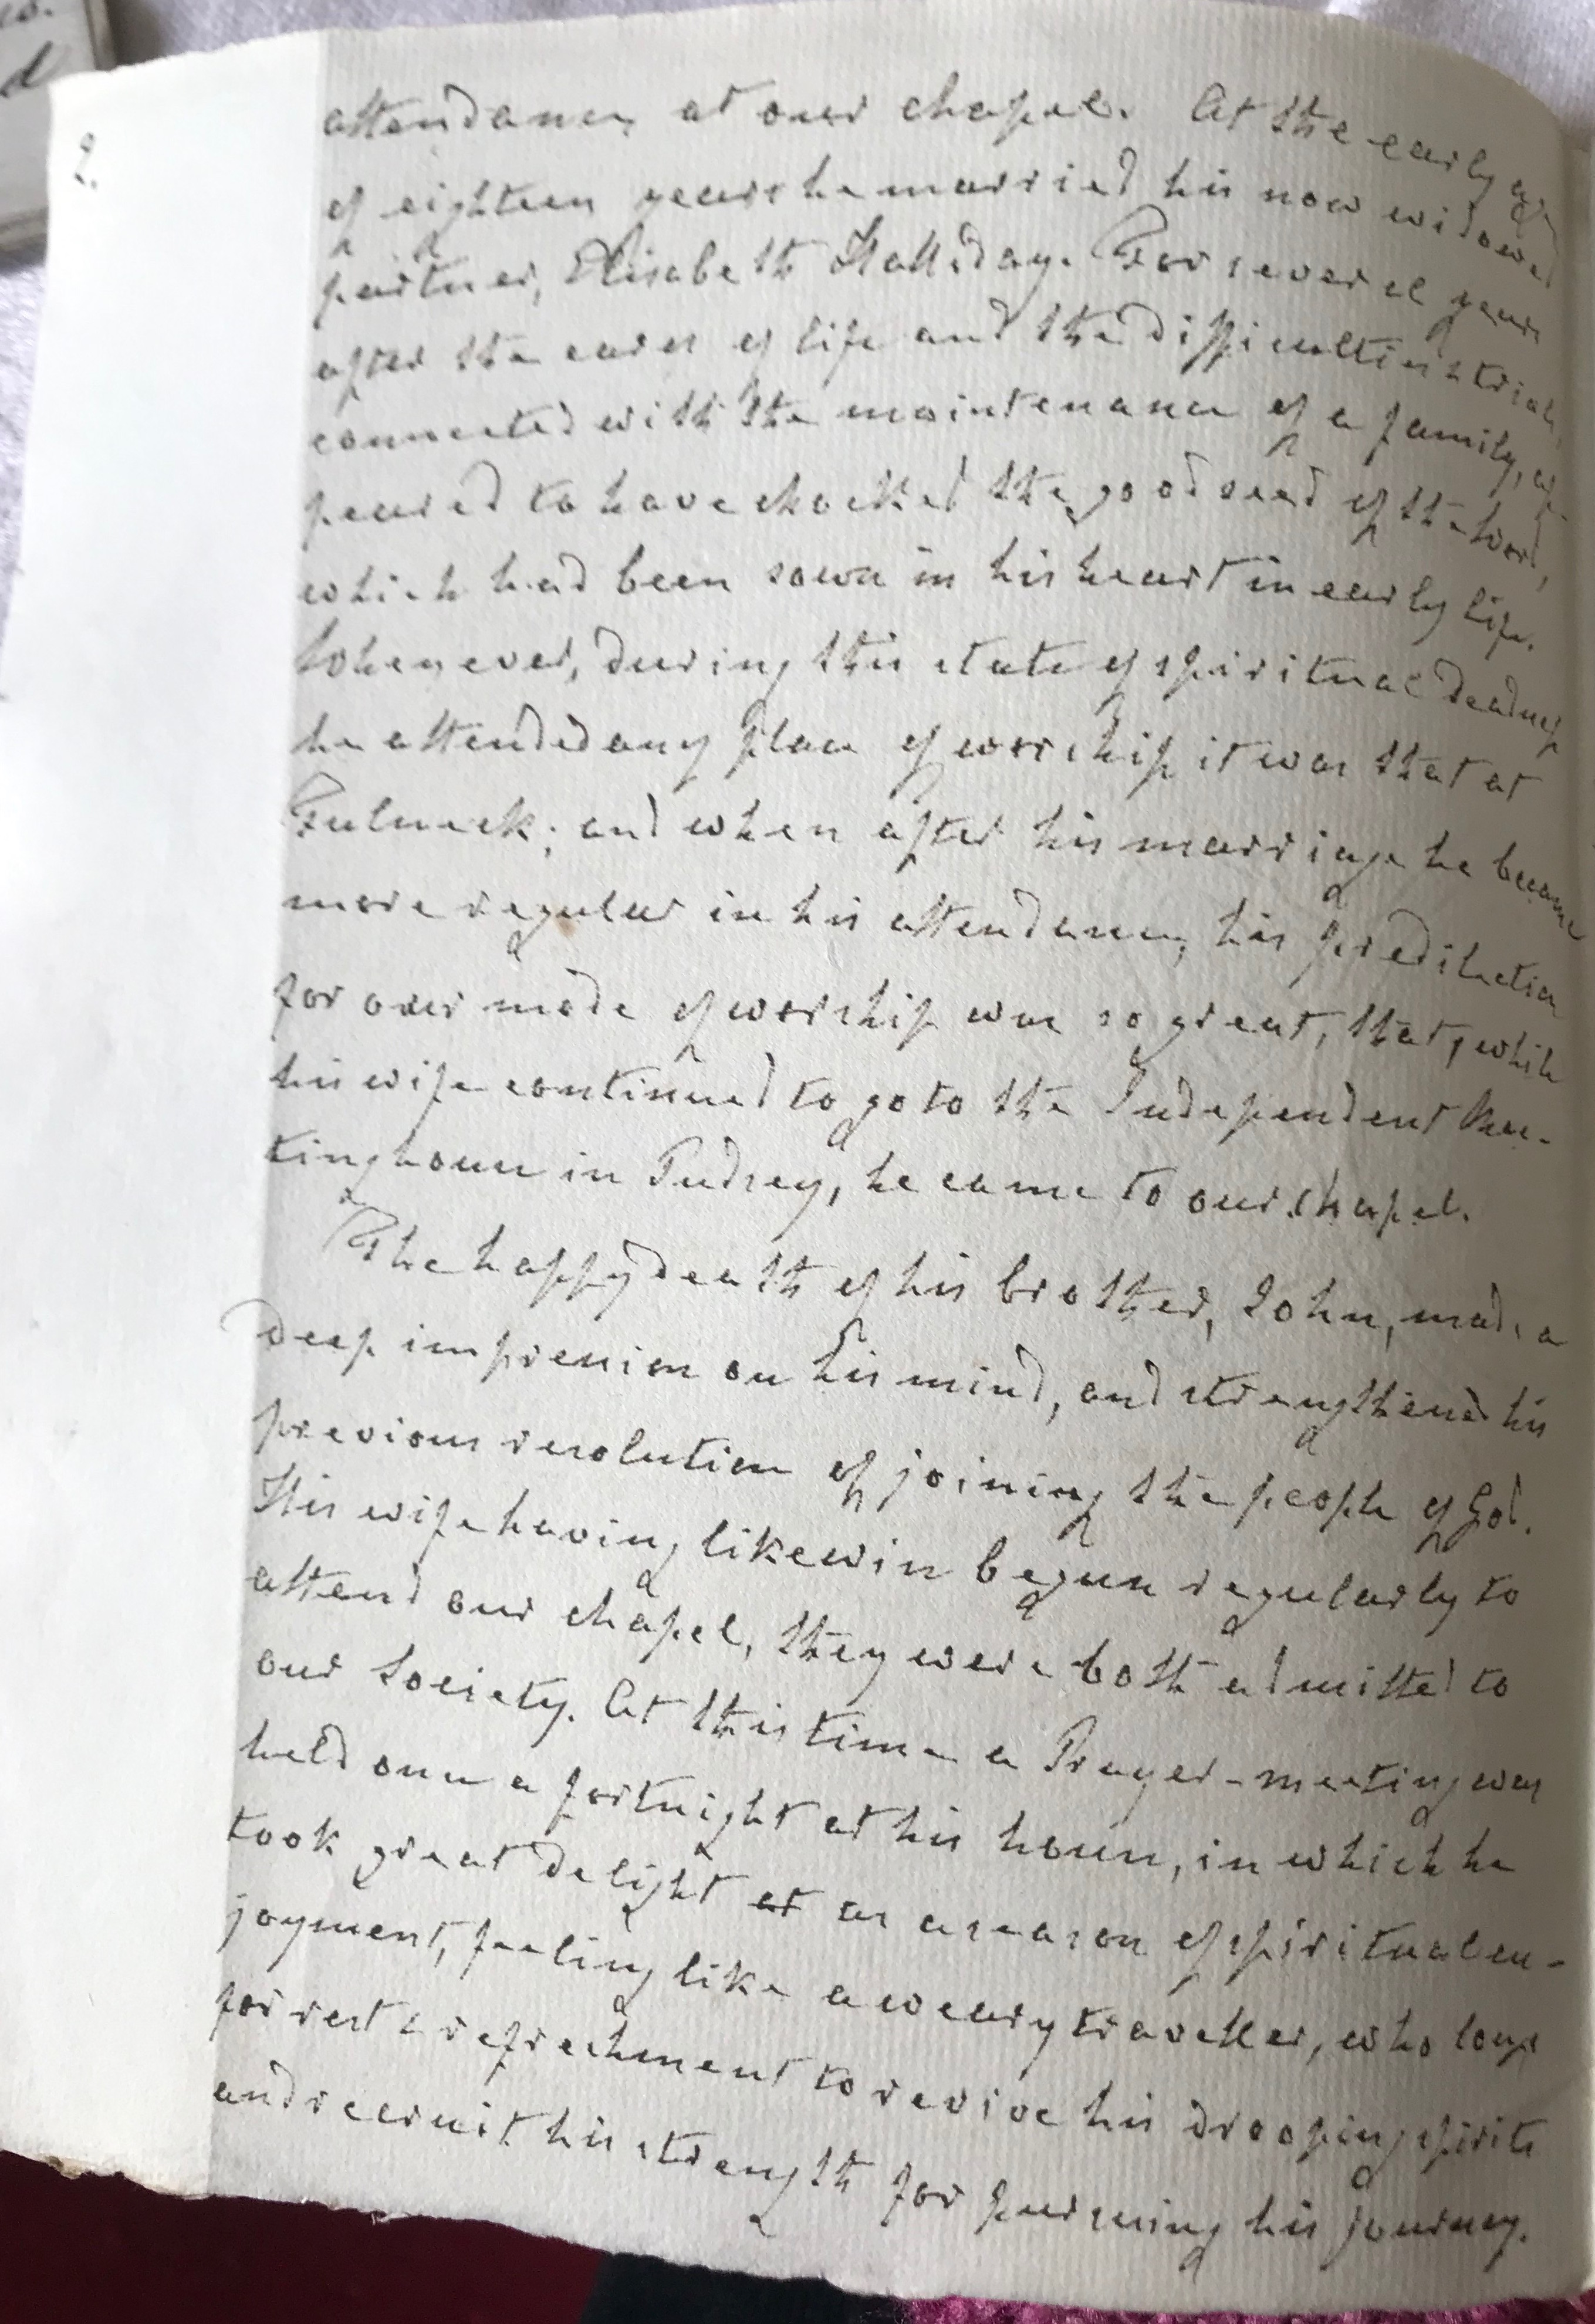 2.
attendance, at our chapel. At the early age
of eighteen years he married his now widowed
partner, Elisabeth Halliday. For several years
after the cares of life and the difficulties & trials,
connected with the maintenance of a family, ap
peared to have chocked the good seed of the Word,
which had been sown in his heart in early life.
Whenever, during this state of spiritual deadness
he attended any place of worship it was that at
Fulneck; and when after his marriage he became
more regular in his attendance, his predilection
for our mode of worship was so great, that, while
his wife continued to go to the Independent Mee-
tinghouse in Pudsey, he came to our chapel.
The happy death of his brother, John, made a
deep impression on his mind, and strengthened his
previous resolution of joining the people of God.
His wife having likewise begun regularly to
attend our chapel, they were both admitted to
our Society. At this time a Prayer-meeting was
held once a fortnight at his house, in which he
took great delight at as a season of spiritual en-
joyment, feeling like a weary traveller, who longs
for rest & refreshment to revive his drooping spirits
and recruit his strength for pursuing his journey.